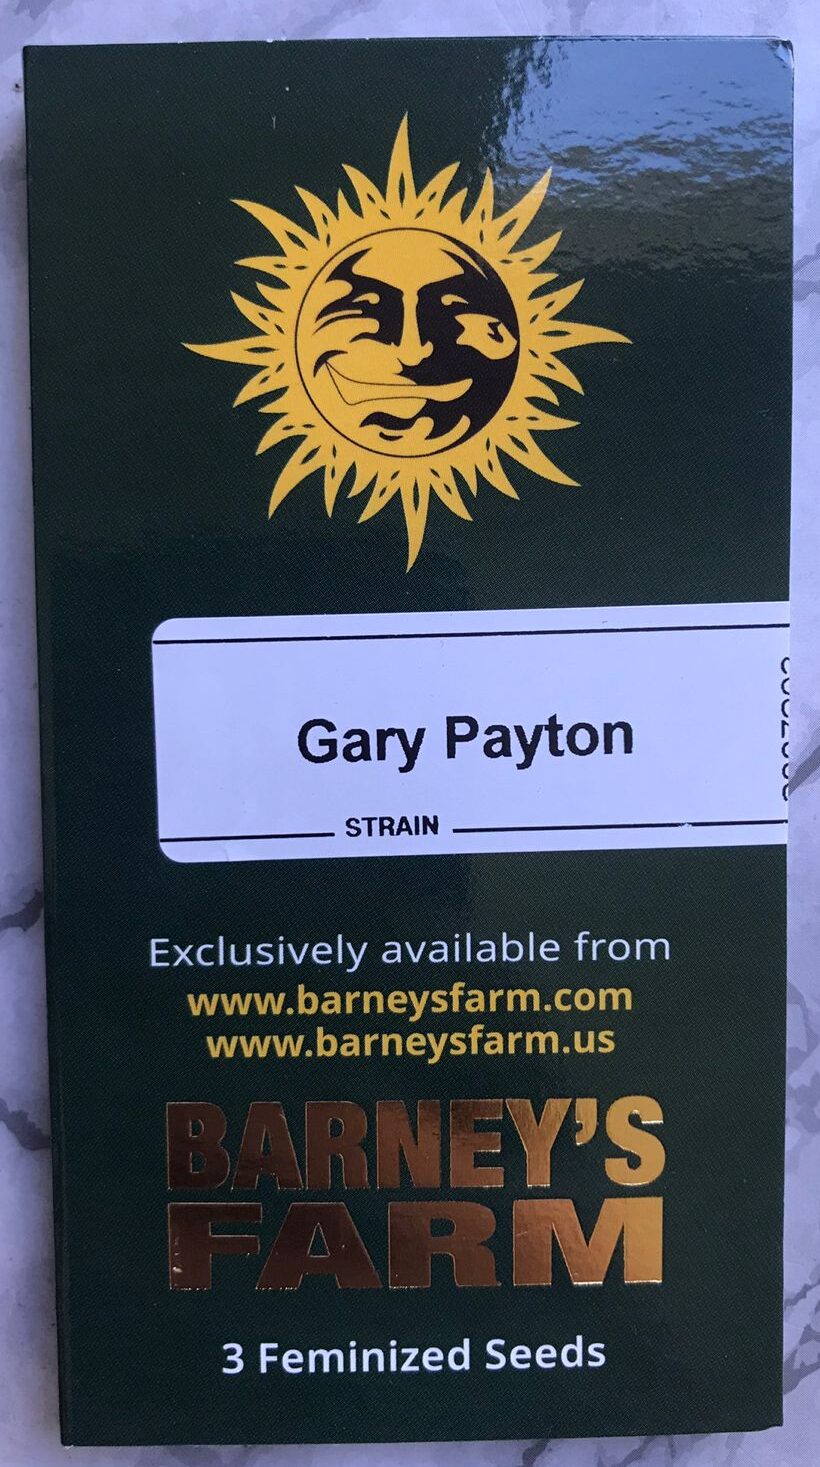 Gary Payton
STRAIN
Exclusively available from
www.barneysfarm.com
www.barneysfarm.us
BARNEY'S
FARM
3 Feminized Seeds